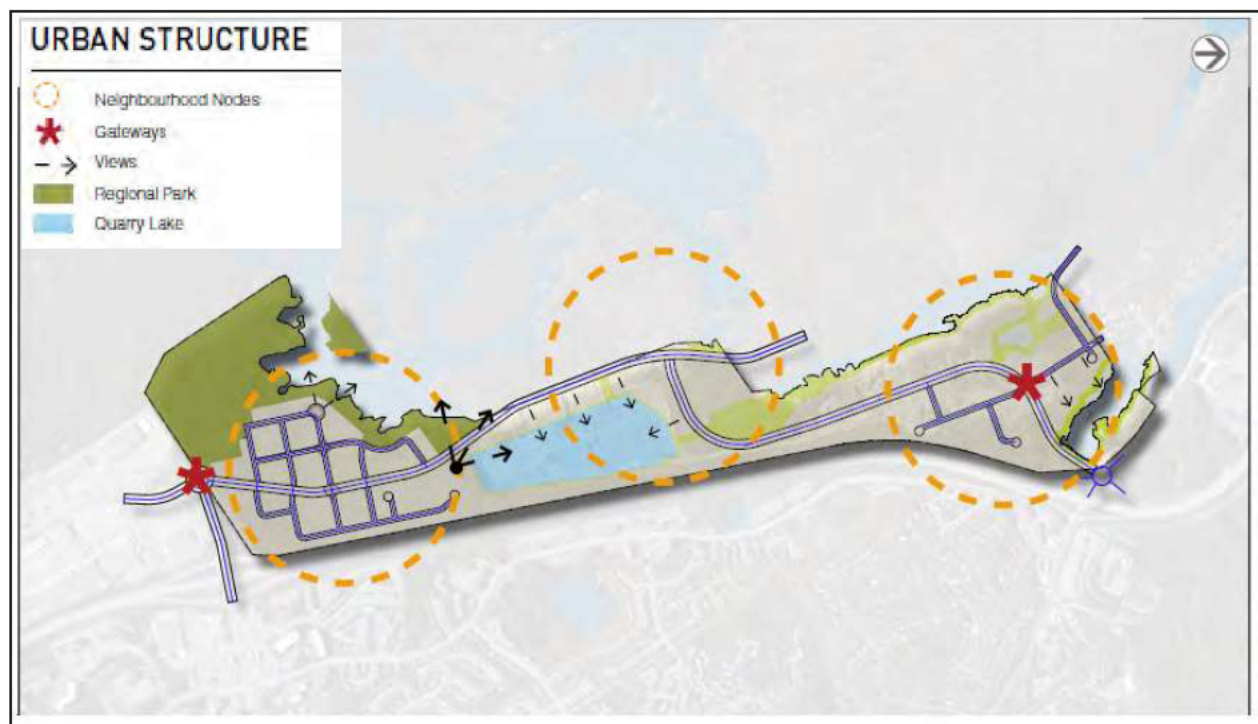 URBAN STRUCTURE
Neighbourhood Nodes
Gateways
Views
Regional Park
Quarry Lake